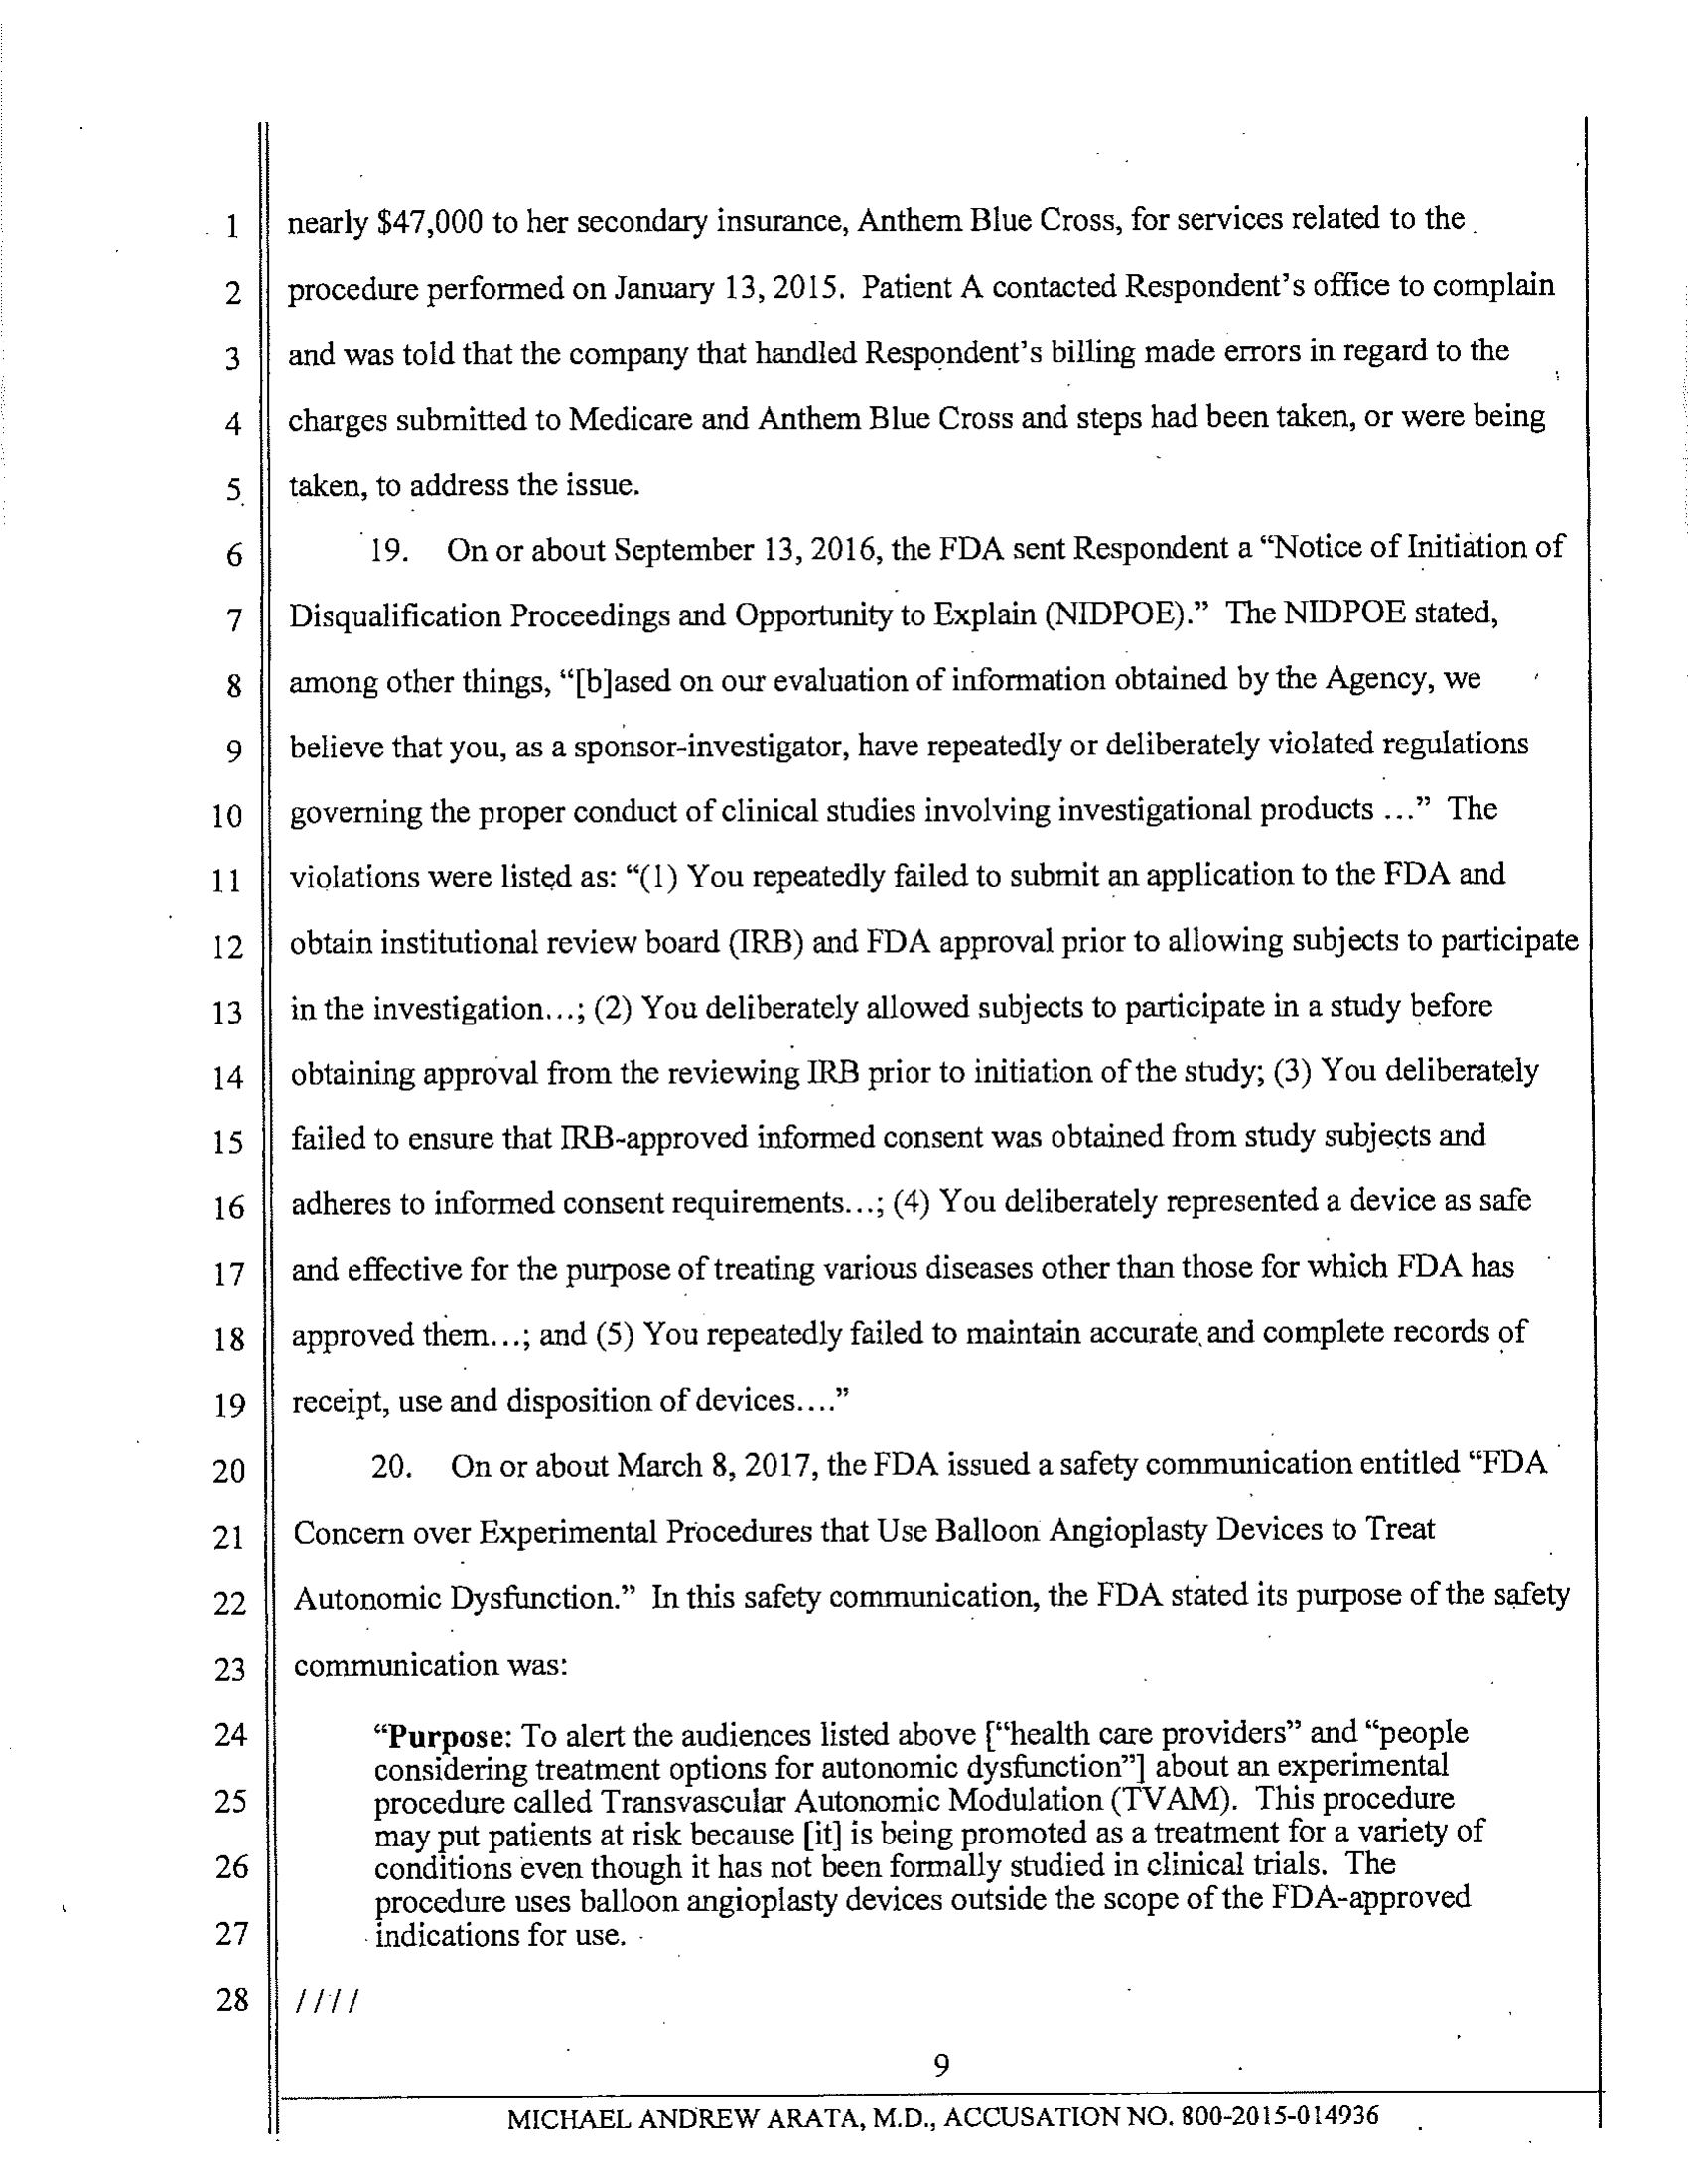 1 nearly $47,000 to her secondary insurance, Anthem Blue Cross, for services related to the
2 procedure performed on January 13, 2015. Patient A contacted Respondent's office to complain
3 and was told that the company that handled Respondent's billing made errors in regard to the
4 charges submitted to Medicare and Anthem Blue Cross and steps had been taken, or were being
5 taken, to address the issue.
6 19. On or about September 13, 2016, the FDA sent Respondent a “Notice of Initiation of
7 Disqualification Proceedings and Opportunity to Explain (NIDPOE).” The NIDPOE stated,
8 among other things, “[b]ased on our evaluation of information obtained by the Agency, we
9 believe that you, as a sponsor-investigator, have repeatedly or deliberately violated regulations
10 governing the proper conduct of clinical studies involving investigational products ...” The
11 violations were listed as: “(1) You repeatedly failed to submit an application to the FDA and
12 obtain institutional review board (IRB) and FDA approval prior to allowing subjects to participate
13 in the investigation...; (2) You deliberately allowed subjects to participate in a study before
14 obtaining approval from the reviewing IRB prior to initiation of the study; (3) You deliberately
15 failed to ensure that IRB-approved informed consent was obtained from study subjects and
16 adheres to informed consent requirements...; (4) You deliberately represented a device as safe
17 and effective for the purpose of treating various diseases other than those for which FDA has
18 approved them...; and (5) You repeatedly failed to maintain accurate and complete records of
19 receipt, use and disposition of devices....”
20 20. On or about March 8, 2017, the FDA issued a safety communication entitled “FDA
21 Concern over Experimental Procedures that Use Balloon Angioplasty Devices to Treat
22 Autonomic Dysfunction.” In this safety communication, the FDA stated its purpose of the safety
23 communication was:
24 “Purpose: To alert the audiences listed above [“health care providers” and “people
considering treatment options for autonomic dysfunction”] about an experimental
25 procedure called Transvascular Autonomic Modulation (TVAM). This procedure
may put patients at risk because [it] is being promoted as a treatment for a variety of
26 conditions even though it has not been formally studied in clinical trials. The
procedure uses balloon angioplasty devices outside the scope of the FDA-approved
27 indications for use.
28 ////
9
MICHAEL ANDREW ARATA, M.D., ACCUSATION NO. 800-2015-014936